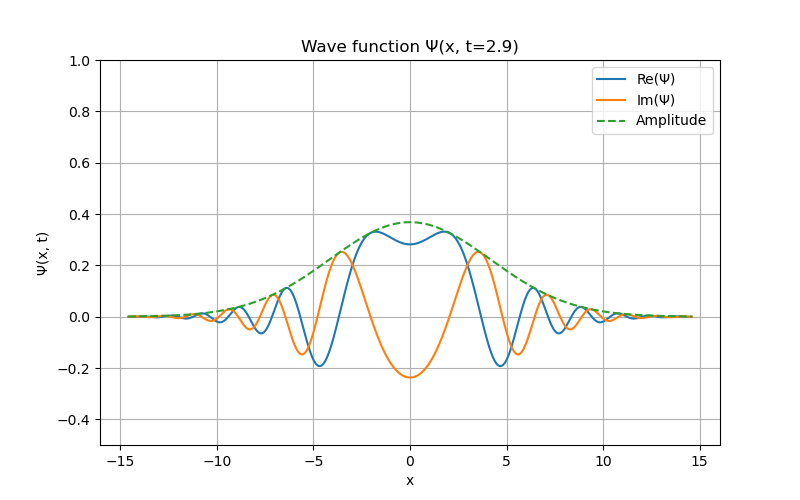 Wave function Ψ(x, t=2.9)
Re(Ψ)
Im(Ψ)
Amplitude
Ψ(x, t)
1.0
0.8
0.6
0.4
0.2
0.0
−0.2
−0.4
−15 −10 −5 0 5 10 15
x